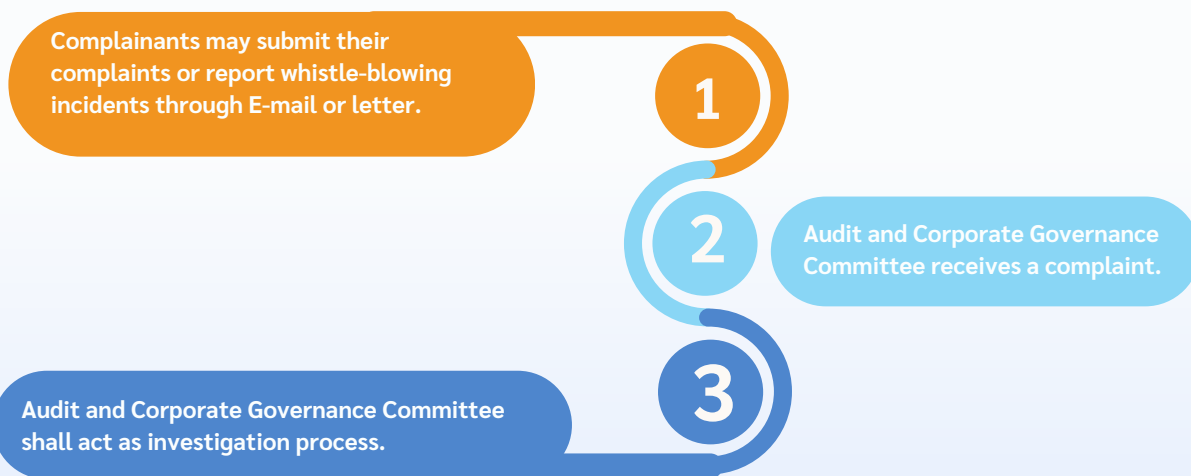 Complainants may submit their
complaints or report whistle-blowing
incidents through E-mail or letter.
1
2
Audit and Corporate Governance
Committee receives a complaint.
3
Audit and Corporate Governance Committee
shall act as investigation process.